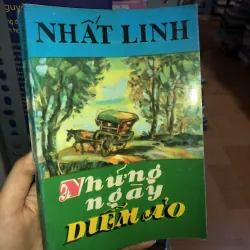 NHẤT LINH
Những
ngày
DIỄM ẢO